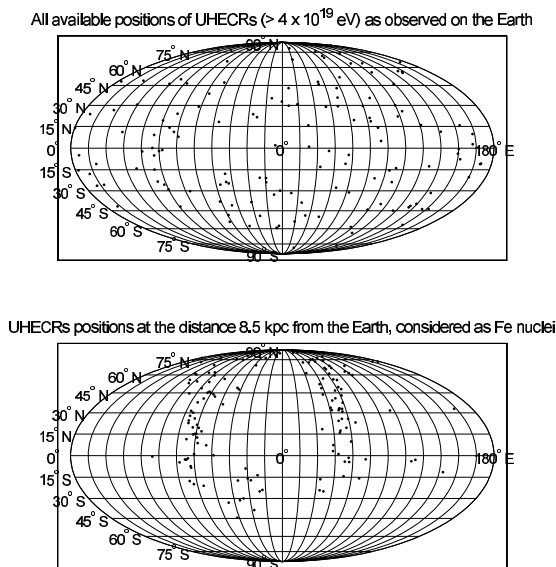 All available positions of UHECRs (> 4 x 10¹⁹ eV) as observed on the Earth
90° N
75° N
60° N
45° N
30° N
15° N
0°
0°
180° E
15° S
30° S
45° S
60° S
75° S
90° S
UHECRs positions at the distance 8.5 kpc from the Earth, considered as Fe nuclei
90° N
75° N
60° N
45° N
30° N
15° N
0°
0°
180° E
15° S
30° S
45° S
60° S
75° S
90° S